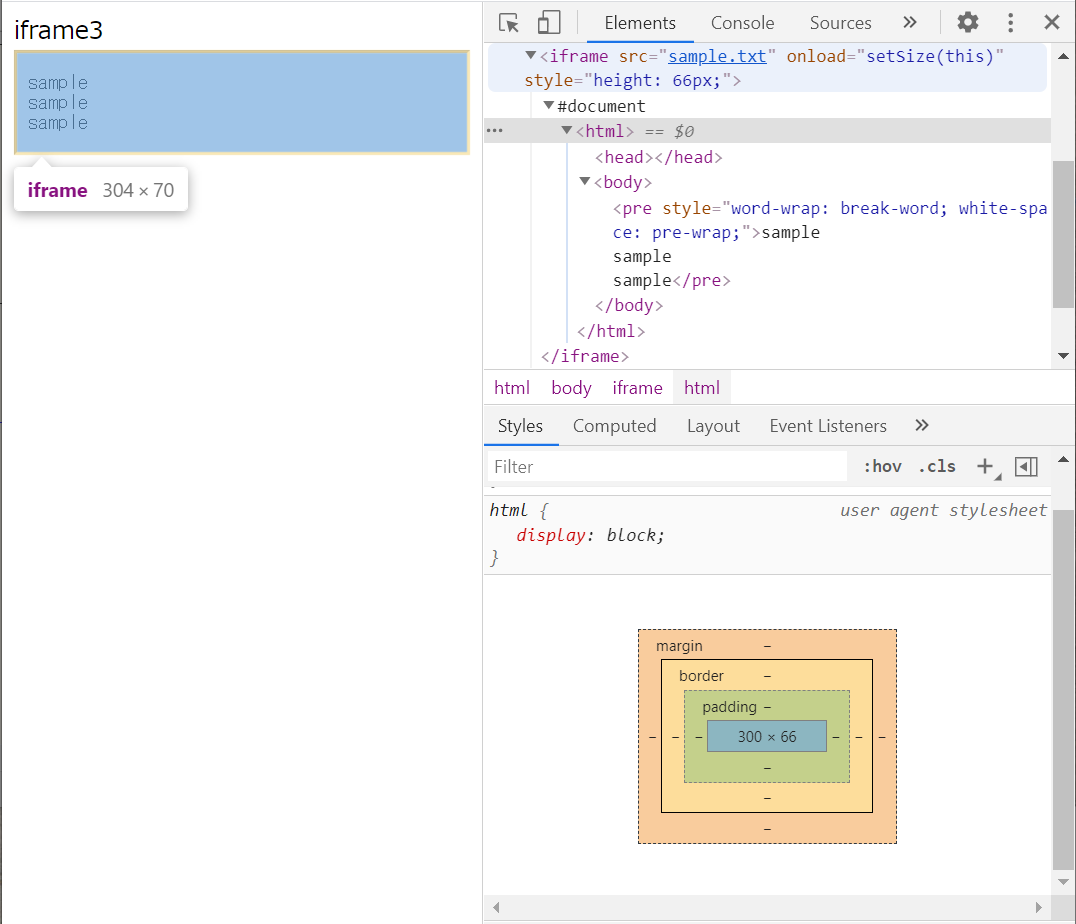 iframe3
sample
sample
sample
iframe 304 × 70
Elements Console Sources »
▼<iframe src="sample.txt" onload="setSize(this)"
style="height: 66px;">
▼#document
••• ▼<html> == $0
<head></head>
▼<body>
<pre style="word-wrap: break-word; white-spa
ce: pre-wrap;">sample
sample
sample</pre>
</body>
</html>
</iframe>
html body iframe html
Styles Computed Layout Event Listeners »
Filter :hov .cls +
html { user agent stylesheet
display: block;
}
margin –
border –
padding –
– – – 300 × 66 – – –
–
–
–